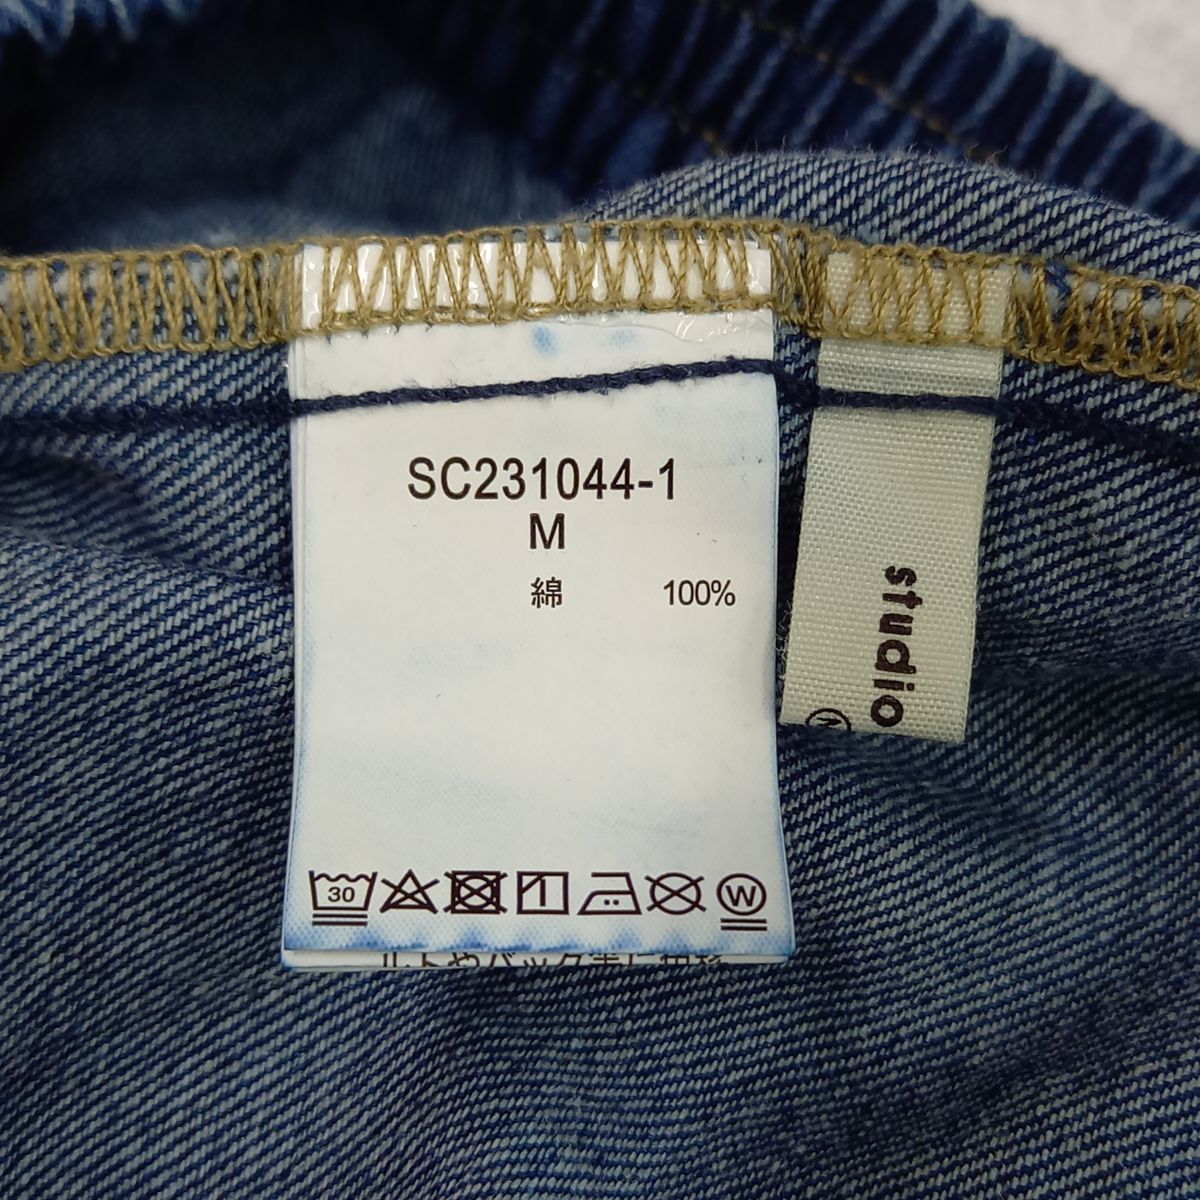 SC231044-1
M
綿 100%
30
W
studio